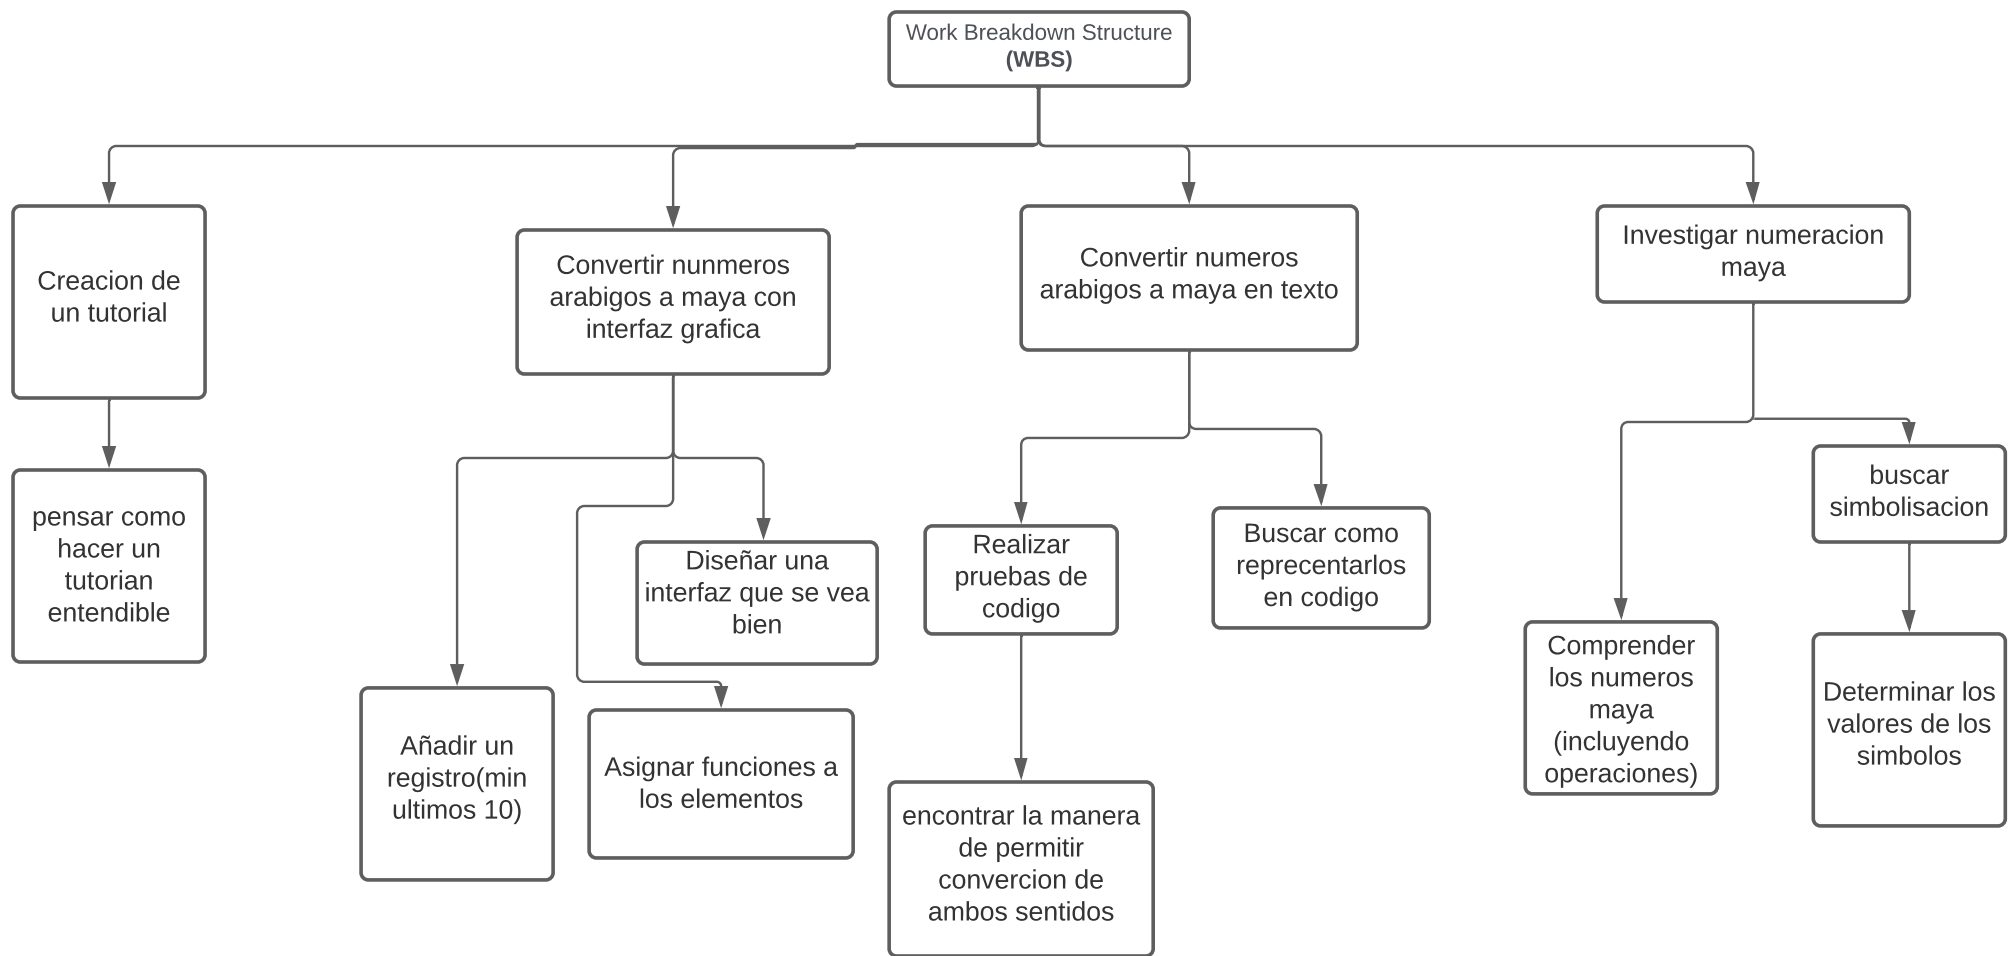 Work Breakdown Structure
(WBS)
Creacion de
un tutorial
Convertir nunmeros
arabigos a maya con
interfaz grafica
Convertir numeros
arabigos a maya en texto
Investigar numeracion
maya
pensar como
hacer un
tutorian
entendible
Añadir un
registro(min
ultimos 10)
Diseñar una
interfaz que se vea
bien
Asignar funciones a
los elementos
Realizar
pruebas de
codigo
Buscar como
reprecentarlos
en codigo
encontrar la manera
de permitir
convercion de
ambos sentidos
Comprender
los numeros
maya
(incluyendo
operaciones)
buscar
simbolisacion
Determinar los
valores de los
simbolos